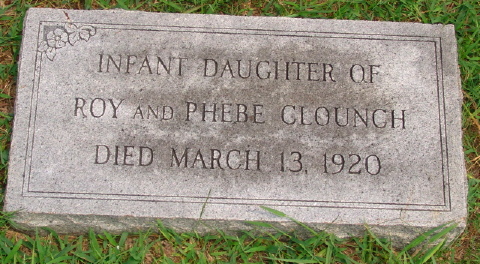 INFANT DAUGHTER OF
ROY AND PHEBE CLOUNCH
DIED MARCH 13, 1920